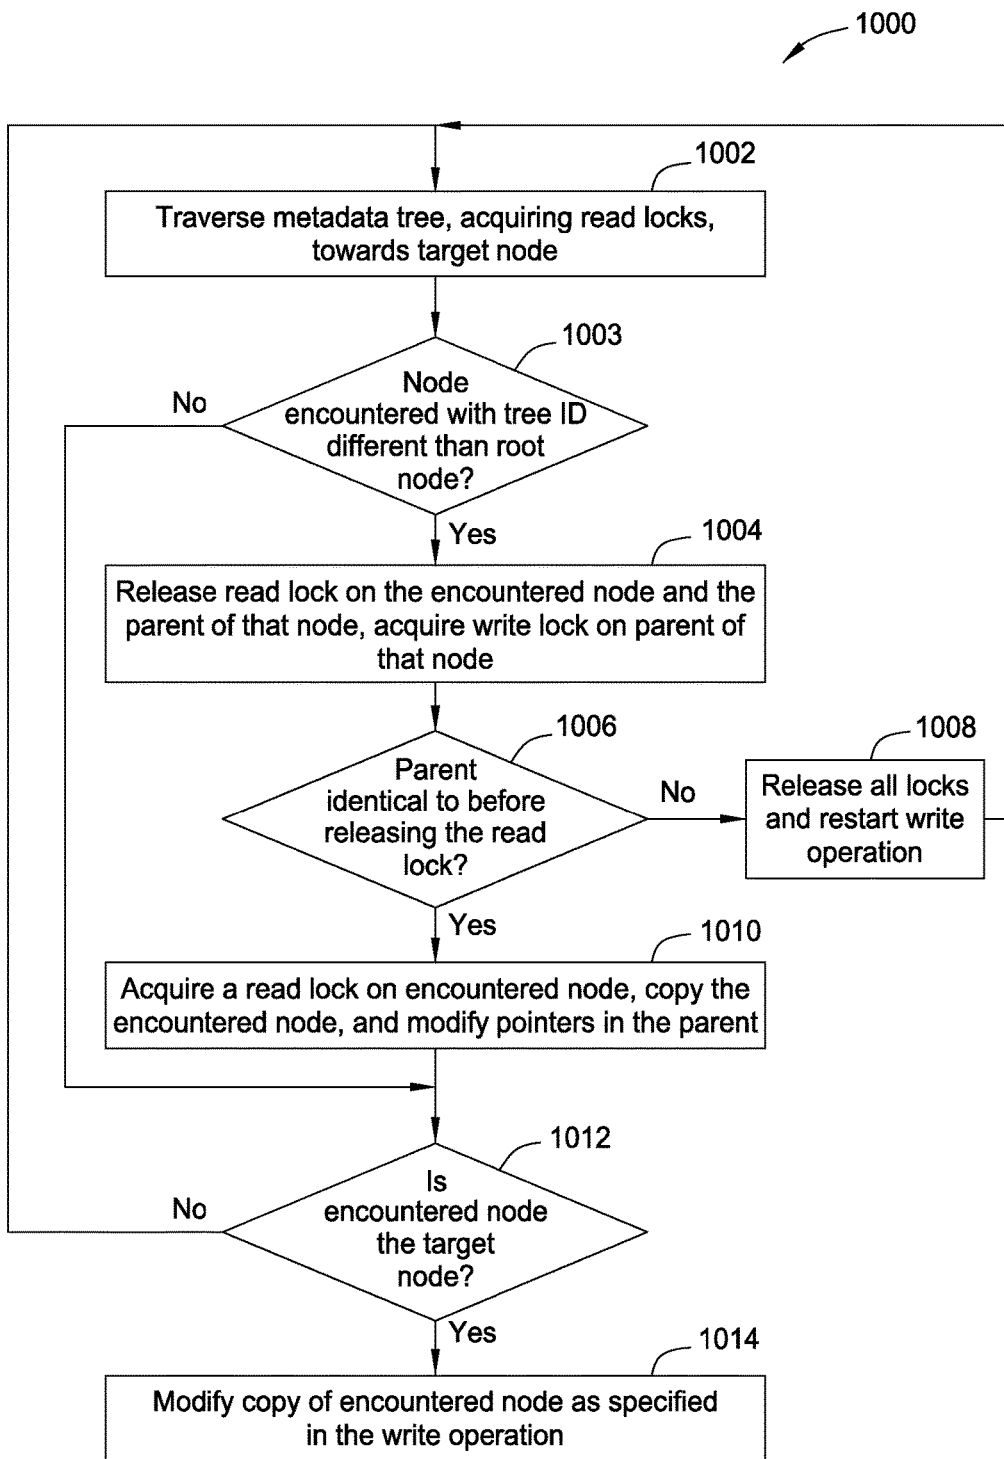 1000
1002
Traverse metadata tree, acquiring read locks,
towards target node
1003
Node
encountered with tree ID
different than root
node?
No
Yes
1004
Release read lock on the encountered node and the
parent of that node, acquire write lock on parent of
that node
1006
Parent
identical to before
releasing the read
lock?
No
1008
Release all locks
and restart write
operation
Yes
1010
Acquire a read lock on encountered node, copy the
encountered node, and modify pointers in the parent
1012
Is
encountered node
the target
node?
No
Yes
1014
Modify copy of encountered node as specified
in the write operation